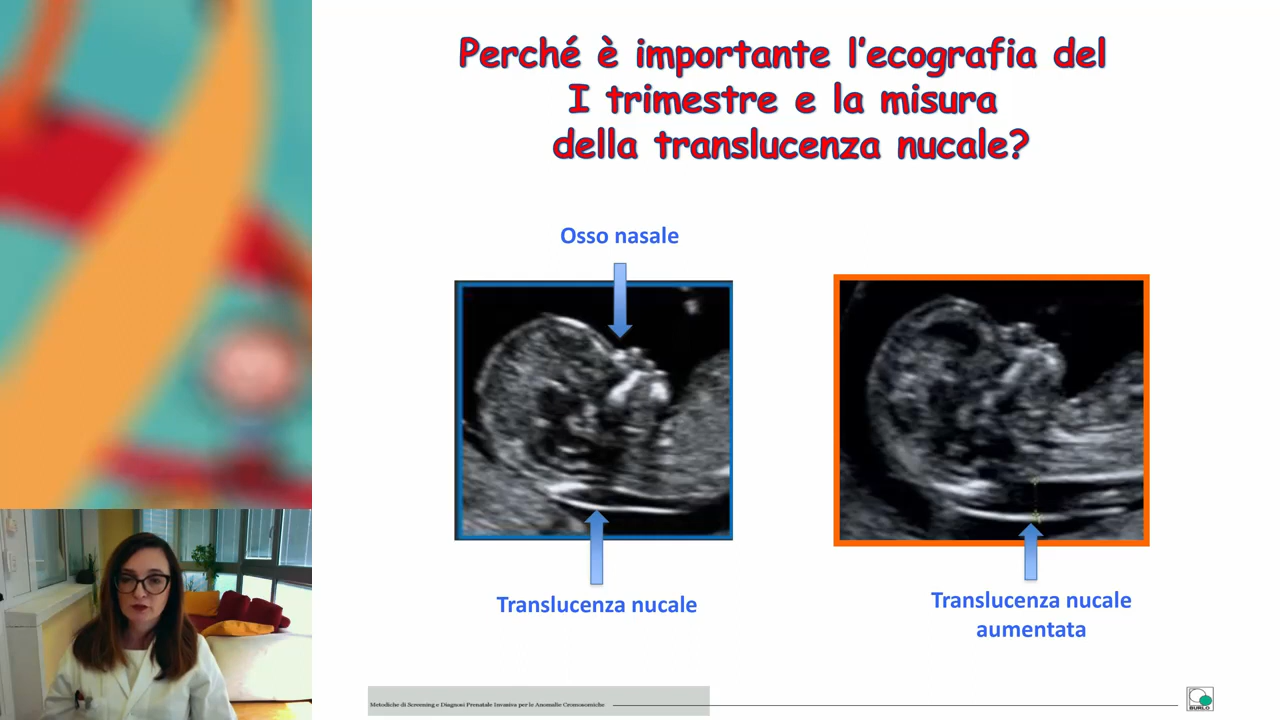 Perché è importante l'ecografia del
I trimestre e la misura
della translucenza nucale?
Osso nasale
Translucenza nucale
Translucenza nucale
aumentata
Metodiche di Screening e Diagnosi Prenatale Invasiva per le Anomalie Cromosomiche
BURLO